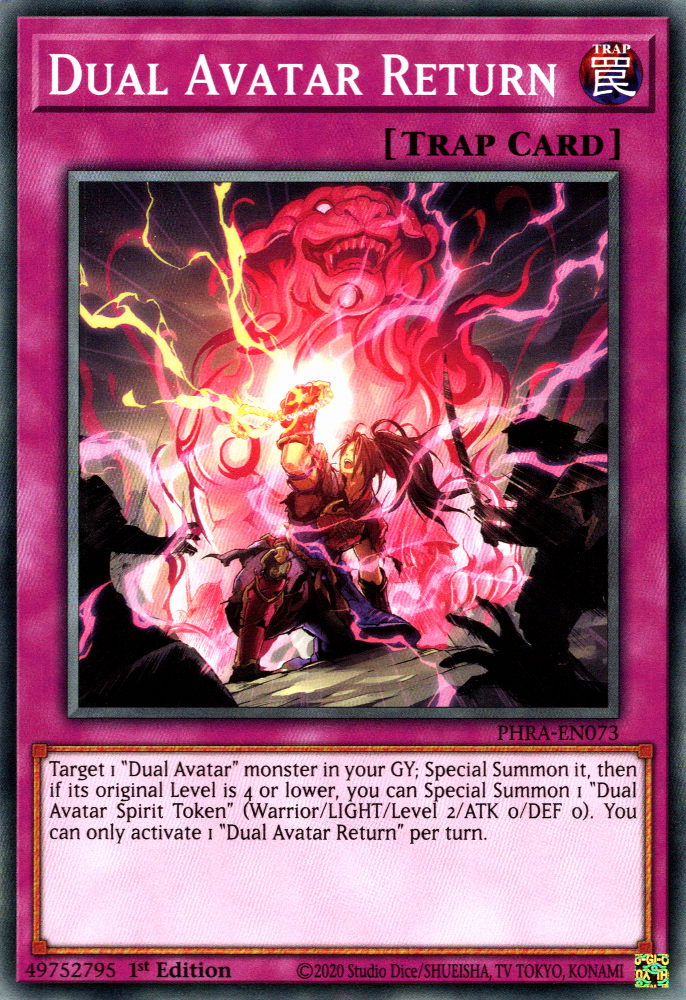 DUAL AVATAR RETURN
TRAP
罠
[TRAP CARD]
PHRA-EN073
Target 1 "Dual Avatar" monster in your GY; Special Summon it, then
if its original Level is 4 or lower, you can Special Summon 1 "Dual
Avatar Spirit Token" (Warrior/LIGHT/Level 2/ATK 0/DEF 0). You
can only activate 1 "Dual Avatar Return" per turn.
49752795 1st Edition
©2020 Studio Dice/SHUEISHA, TV TOKYO, KONAMI